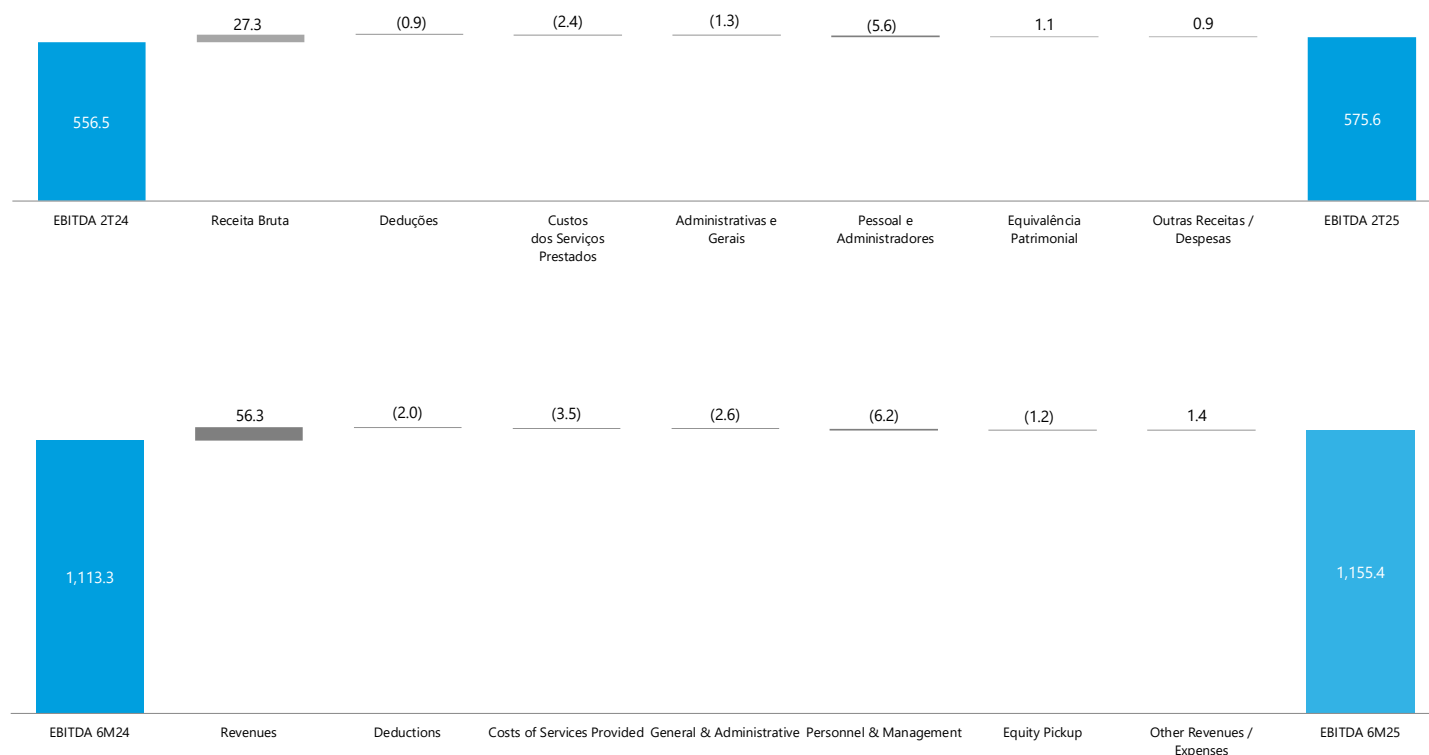 27.3 (0.9) (2.4) (1.3) (5.6) 1.1 0.9
556.5 575.6
EBITDA 2T24 Receita Bruta Deduções Custos dos Serviços Prestados Administrativas e Gerais Pessoal e Administradores Equivalência Patrimonial Outras Receitas / Despesas EBITDA 2T25
56.3 (2.0) (3.5) (2.6) (6.2) (1.2) 1.4
1,113.3 1,155.4
EBITDA 6M24 Revenues Deductions Costs of Services Provided General & Administrative Personnel & Management Equity Pickup Other Revenues / Expenses EBITDA 6M25